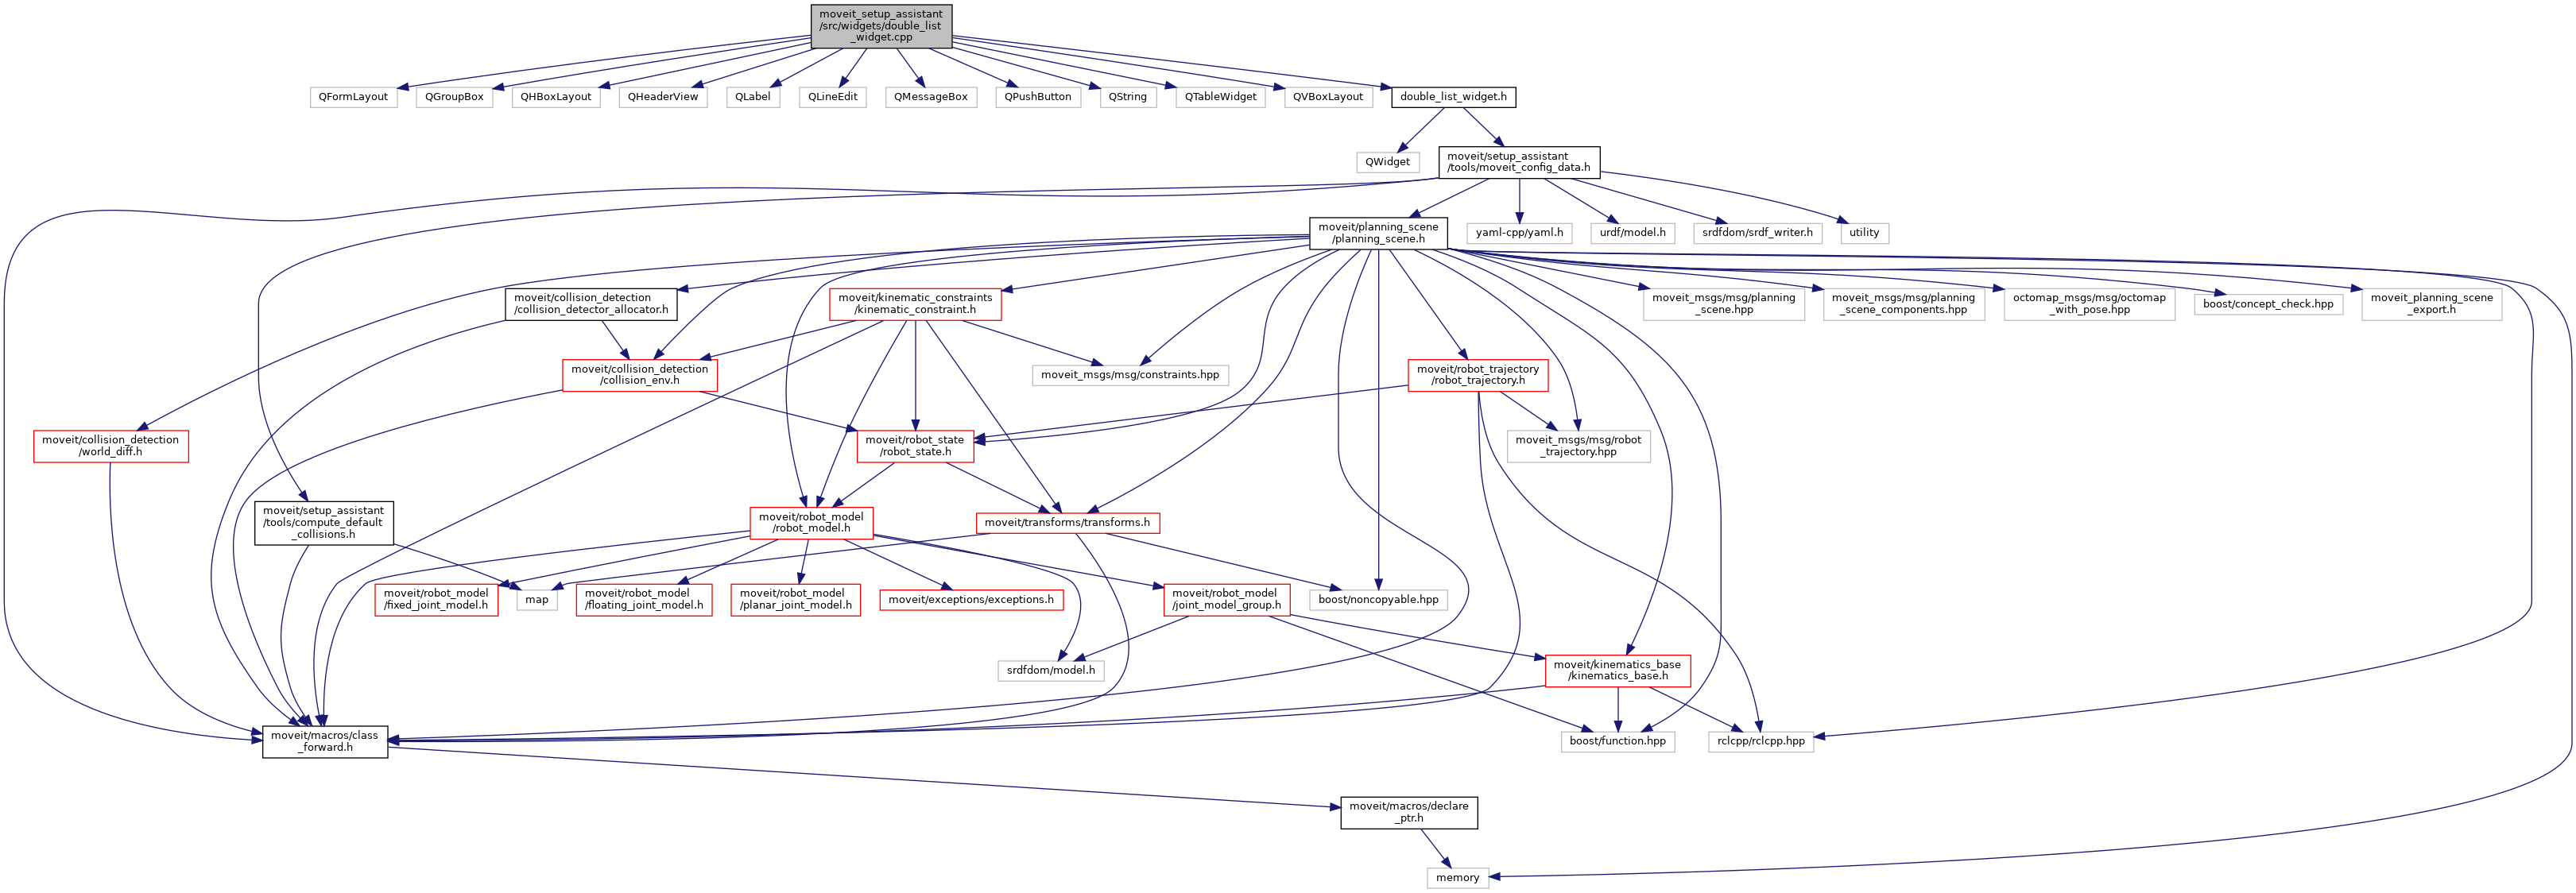 moveit_setup_assistant
/src/widgets/double_list
_widget.cpp
QFormLayout
QGroupBox
QHBoxLayout
QHeaderView
QLabel
QLineEdit
QMessageBox
QPushButton
QString
QTableWidget
QVBoxLayout
double_list_widget.h
QWidget
moveit/setup_assistant
/tools/moveit_config_data.h
moveit/planning_scene
/planning_scene.h
yaml-cpp/yaml.h
urdf/model.h
srdfdom/srdf_writer.h
utility
moveit/collision_detection
/collision_detector_allocator.h
moveit/kinematic_constraints
/kinematic_constraint.h
moveit_msgs/msg/planning
_scene.hpp
moveit_msgs/msg/planning
_scene_components.hpp
octomap_msgs/msg/octomap
_with_pose.hpp
boost/concept_check.hpp
moveit_planning_scene
_export.h
moveit/collision_detection
/collision_env.h
moveit_msgs/msg/constraints.hpp
moveit/robot_trajectory
/robot_trajectory.h
moveit/collision_detection
/world_diff.h
moveit/robot_state
/robot_state.h
moveit_msgs/msg/robot
_trajectory.hpp
moveit/setup_assistant
/tools/compute_default
_collisions.h
moveit/robot_model
/robot_model.h
moveit/transforms/transforms.h
moveit/robot_model
/fixed_joint_model.h
map
moveit/robot_model
/floating_joint_model.h
moveit/robot_model
/planar_joint_model.h
moveit/exceptions/exceptions.h
moveit/robot_model
/joint_model_group.h
boost/noncopyable.hpp
srdfdom/model.h
moveit/kinematics_base
/kinematics_base.h
moveit/macros/class
_forward.h
boost/function.hpp
rclcpp/rclcpp.hpp
moveit/macros/declare
_ptr.h
memory